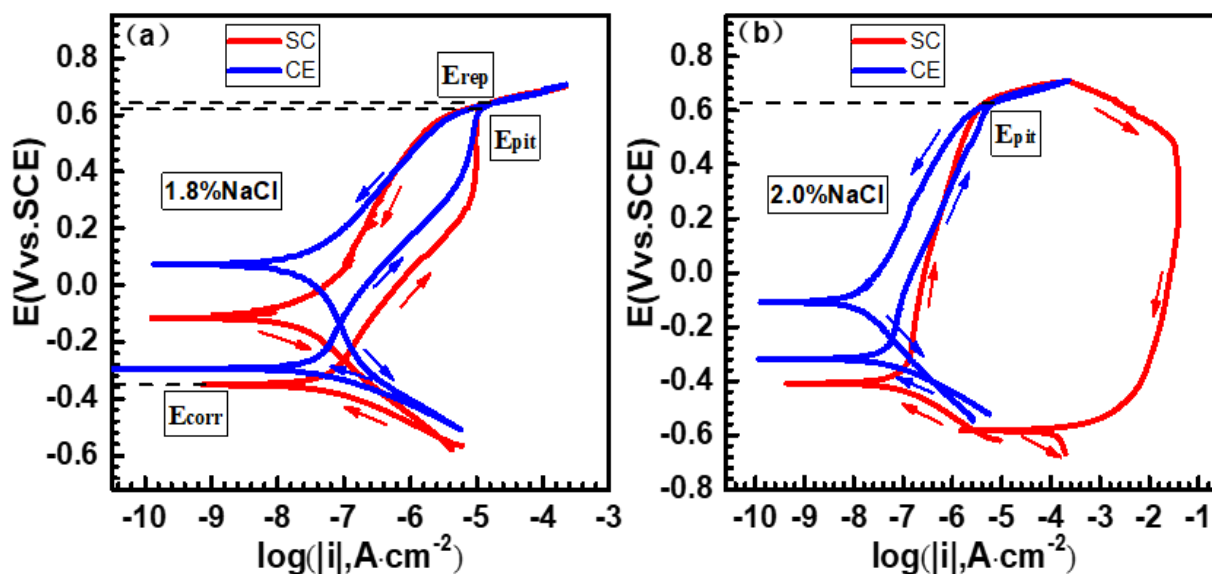 (a)
SC
CE
E(Vvs.SCE)
0.8
0.6
0.4
0.2
0.0
-0.2
-0.4
-0.6
Erep
Epit
1.8%NaCl
Ecorr
-10 -9 -8 -7 -6 -5 -4 -3
log(|i|,A·cm-2)
(b)
SC
CE
E(Vvs.SCE)
0.8
0.6
0.4
0.2
0.0
-0.2
-0.4
-0.6
-0.8
Epit
2.0%NaCl
-10 -9 -8 -7 -6 -5 -4 -3 -2 -1
log(|i|,A·cm-2)